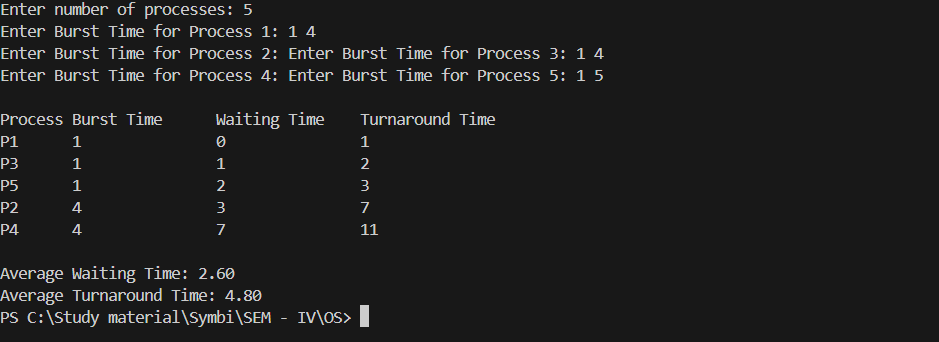 Enter number of processes: 5
Enter Burst Time for Process 1: 1 4
Enter Burst Time for Process 2: Enter Burst Time for Process 3: 1 4
Enter Burst Time for Process 4: Enter Burst Time for Process 5: 1 5
Process Burst Time Waiting Time Turnaround Time
P1 1 0 1
P3 1 1 2
P5 1 2 3
P2 4 3 7
P4 4 7 11
Average Waiting Time: 2.60
Average Turnaround Time: 4.80
PS C:\Study material\Symbi\SEM - IV\OS>